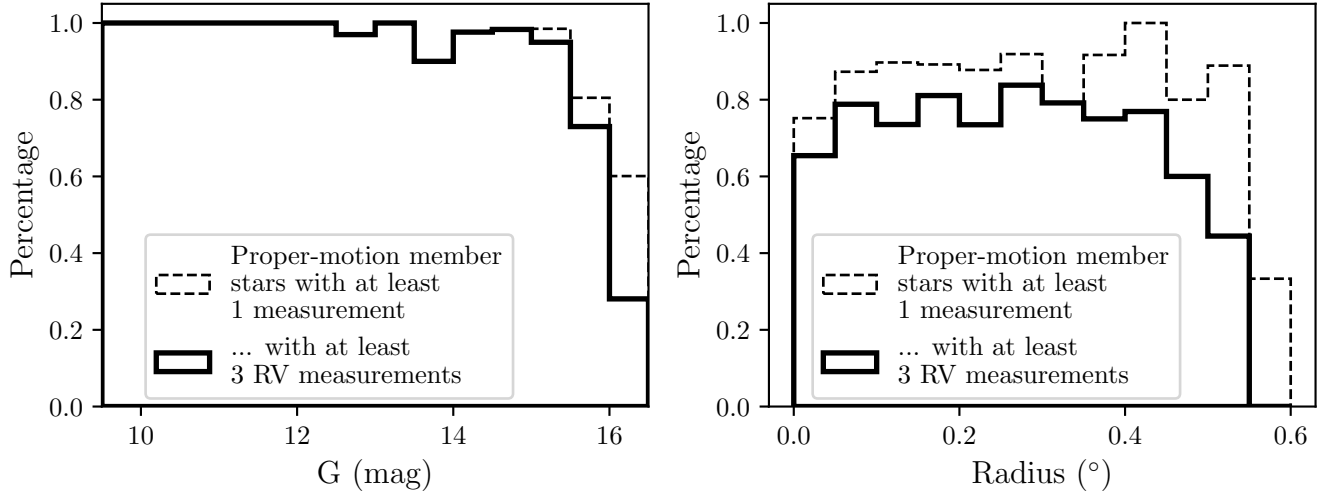 Percentage
1.0
0.8
0.6
0.4
0.2
0.0
Proper-motion member
stars with at least
1 measurement
... with at least
3 RV measurements
10
12
14
16
G (mag)
Percentage
1.0
0.8
0.6
0.4
0.2
0.0
Proper-motion member
stars with at least
1 measurement
... with at least
3 RV measurements
0.0
0.2
0.4
0.6
Radius (°)